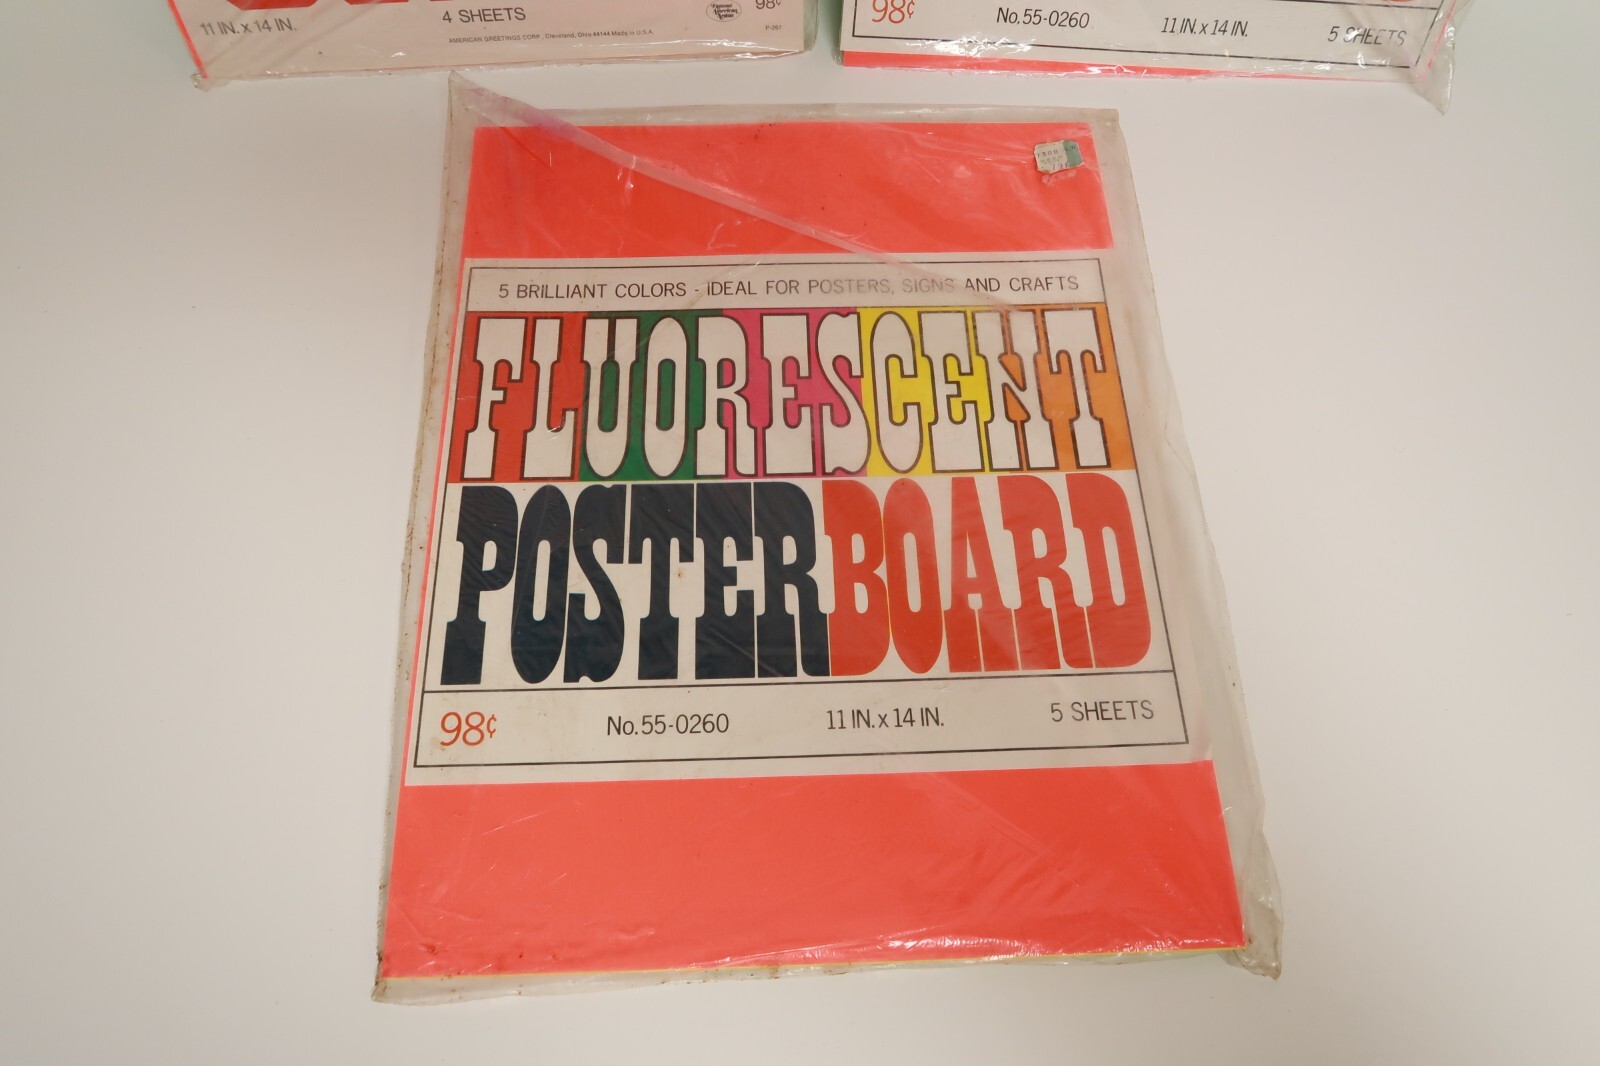 4 SHEETS
98¢
11 IN. x 14 IN.
AMERICAN GREETINGS CORP., Cleveland, Ohio 44144 Made in U.S.A.
P-267
98¢
No.55-0260
11 IN. x 14 IN.
5 SHEETS
5 BRILLIANT COLORS - IDEAL FOR POSTERS, SIGNS AND CRAFTS
FLUORESCENT
POSTERBOARD
98¢
No.55-0260
11 IN. x 14 IN.
5 SHEETS